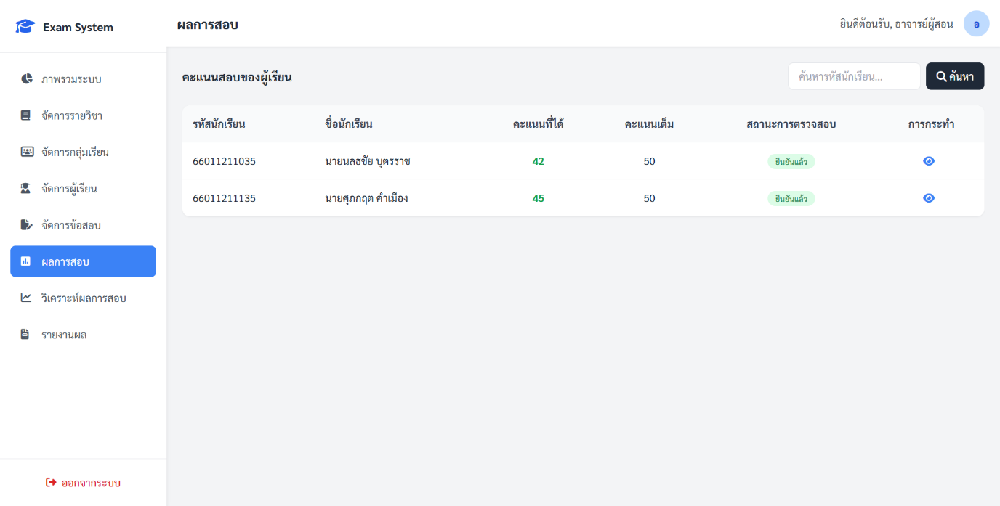 Exam System
ผลการสอบ
ยินดีต้อนรับ, อาจารย์ผู้สอน
อ
ภาพรวมระบบ
จัดการรายวิชา
จัดการกลุ่มเรียน
จัดการผู้เรียน
จัดการข้อสอบ
ผลการสอบ
วิเคราะห์ผลการสอบ
รายงานผล
ออกจากระบบ
คะแนนสอบของผู้เรียน
ค้นหารหัสนักเรียน...
ค้นหา
รหัสนักเรียน ชื่อนักเรียน คะแนนที่ได้ คะแนนเต็ม สถานะการตรวจสอบ การกระทำ
66011211035 นายนลธชัย บุตรราช 42 50 ยืนยันแล้ว
66011211135 นายศุภกฤต คำเมือง 45 50 ยืนยันแล้ว